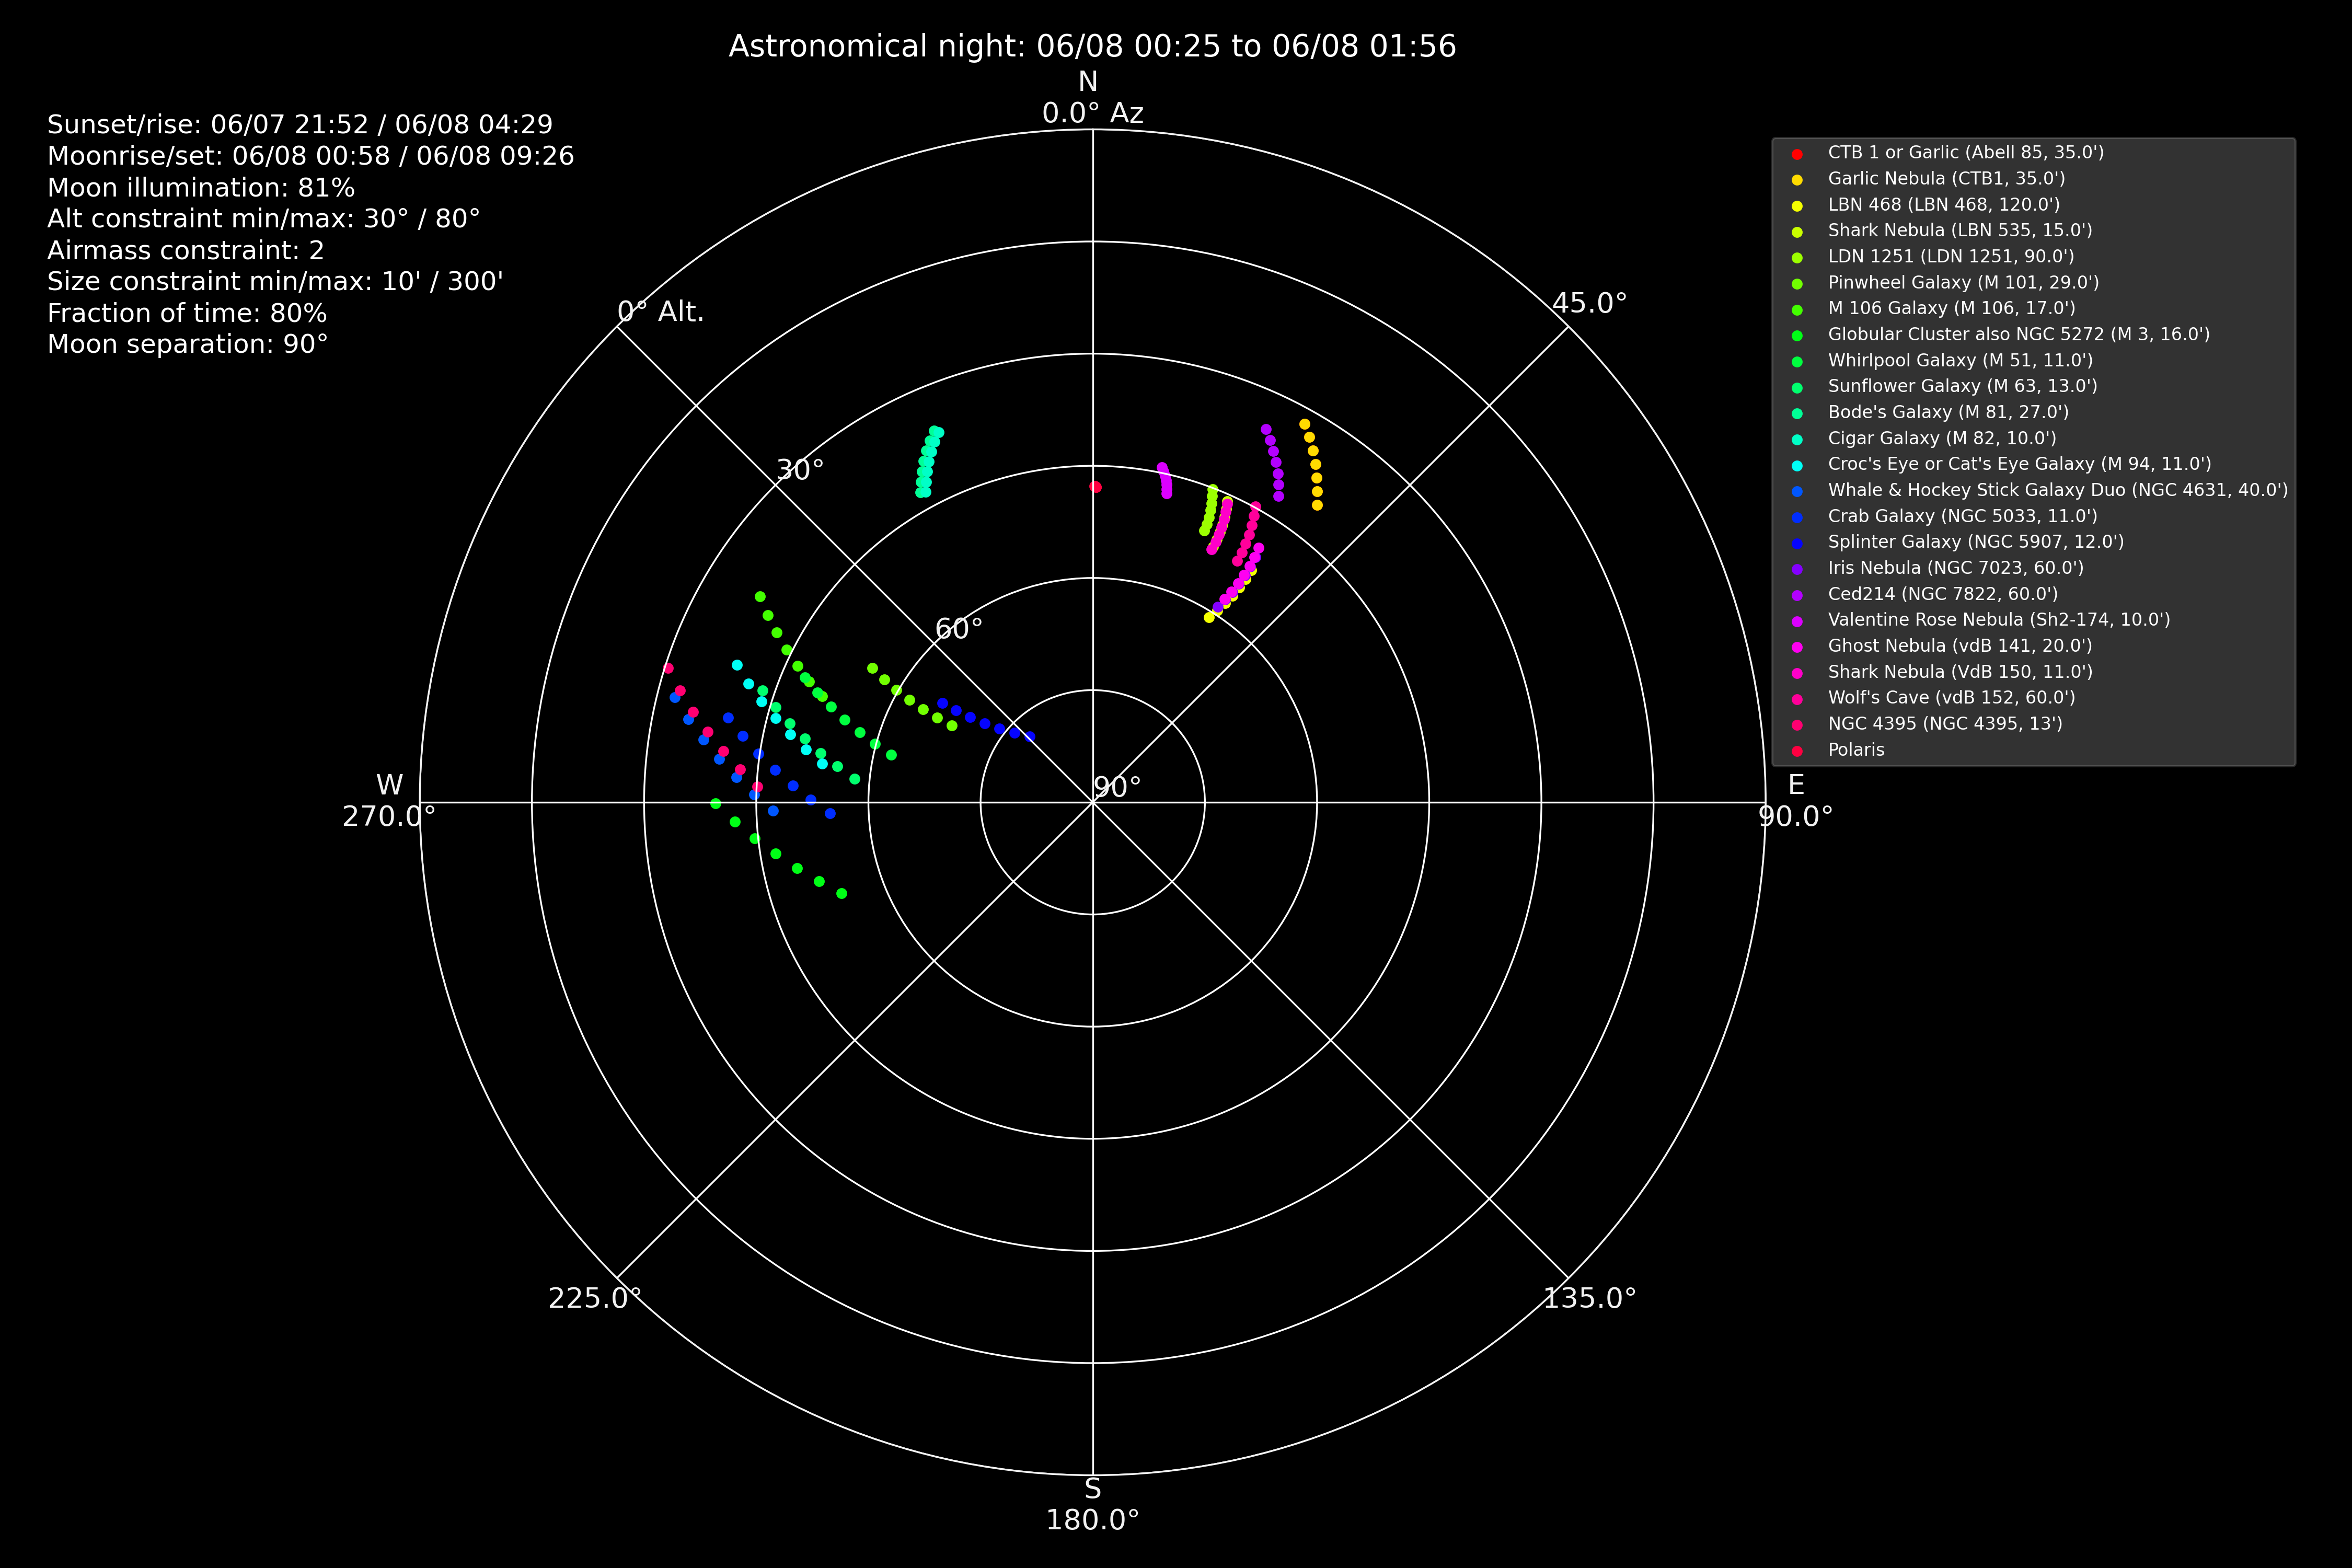 Astronomical night: 06/08 00:25 to 06/08 01:56
N
0.0° Az
Sunset/rise: 06/07 21:52 / 06/08 04:29
Moonrise/set: 06/08 00:58 / 06/08 09:26
Moon illumination: 81%
Alt constraint min/max: 30° / 80°
Airmass constraint: 2
Size constraint min/max: 10' / 300'
Fraction of time: 80%
Moon separation: 90°
0° Alt.
30°
60°
90°
45.0°
CTB 1 or Garlic (Abell 85, 35.0')
Garlic Nebula (CTB1, 35.0')
LBN 468 (LBN 468, 120.0')
Shark Nebula (LBN 535, 15.0')
LDN 1251 (LDN 1251, 90.0')
Pinwheel Galaxy (M 101, 29.0')
M 106 Galaxy (M 106, 17.0')
Globular Cluster also NGC 5272 (M 3, 16.0')
Whirlpool Galaxy (M 51, 11.0')
Sunflower Galaxy (M 63, 13.0')
Bode's Galaxy (M 81, 27.0')
Cigar Galaxy (M 82, 10.0')
Croc's Eye or Cat's Eye Galaxy (M 94, 11.0')
Whale & Hockey Stick Galaxy Duo (NGC 4631, 40.0')
Crab Galaxy (NGC 5033, 11.0')
Splinter Galaxy (NGC 5907, 12.0')
Iris Nebula (NGC 7023, 60.0')
Ced214 (NGC 7822, 60.0')
Valentine Rose Nebula (Sh2-174, 10.0')
Ghost Nebula (vdB 141, 20.0')
Shark Nebula (VdB 150, 11.0')
Wolf's Cave (vdB 152, 60.0')
NGC 4395 (NGC 4395, 13')
Polaris
W
270.0°
E
90.0°
225.0°
135.0°
S
180.0°